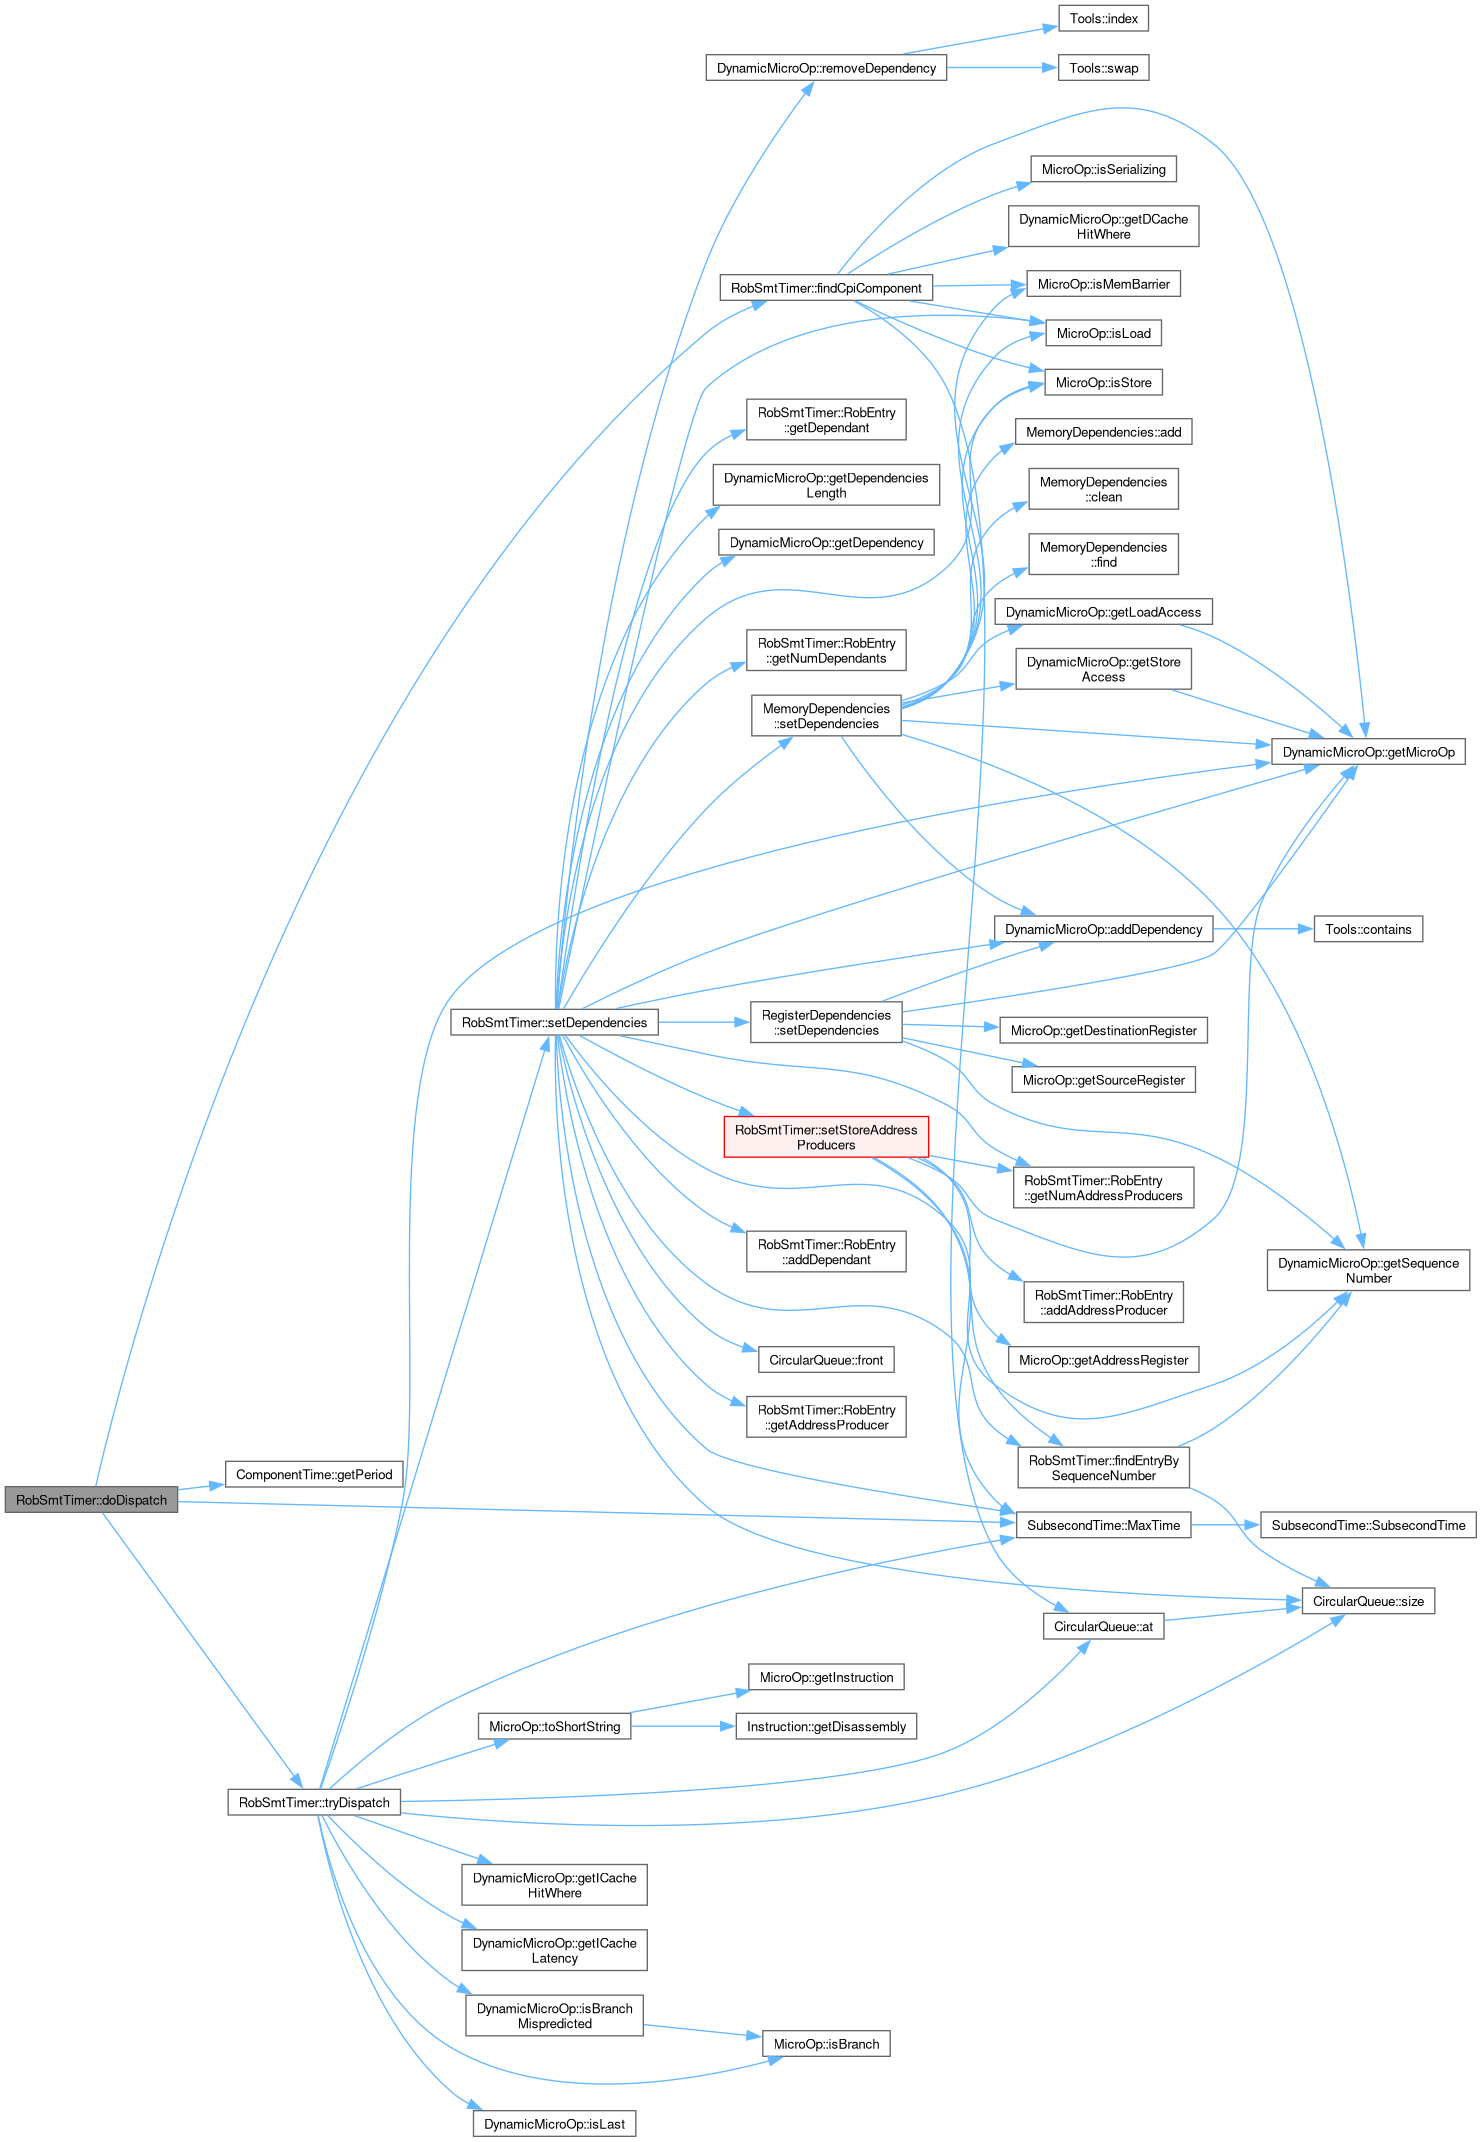 Tools::index
DynamicMicroOp::removeDependency
Tools::swap
MicroOp::isSerializing
DynamicMicroOp::getDCache
HitWhere
RobSmtTimer::findCpiComponent
MicroOp::isMemBarrier
MicroOp::isLoad
MicroOp::isStore
RobSmtTimer::RobEntry
::getDependant
MemoryDependencies::add
DynamicMicroOp::getDependencies
Length
MemoryDependencies
::clean
DynamicMicroOp::getDependency
MemoryDependencies
::find
DynamicMicroOp::getLoadAccess
RobSmtTimer::RobEntry
::getNumDependants
DynamicMicroOp::getStore
Access
MemoryDependencies
::setDependencies
DynamicMicroOp::getMicroOp
DynamicMicroOp::addDependency
Tools::contains
RobSmtTimer::setDependencies
RegisterDependencies
::setDependencies
MicroOp::getDestinationRegister
MicroOp::getSourceRegister
RobSmtTimer::setStoreAddress
Producers
RobSmtTimer::RobEntry
::getNumAddressProducers
RobSmtTimer::RobEntry
::addDependant
DynamicMicroOp::getSequence
Number
RobSmtTimer::RobEntry
::addAddressProducer
CircularQueue::front
MicroOp::getAddressRegister
RobSmtTimer::RobEntry
::getAddressProducer
RobSmtTimer::findEntryBy
SequenceNumber
ComponentTime::getPeriod
RobSmtTimer::doDispatch
SubsecondTime::MaxTime
SubsecondTime::SubsecondTime
CircularQueue::size
CircularQueue::at
MicroOp::getInstruction
MicroOp::toShortString
Instruction::getDisassembly
RobSmtTimer::tryDispatch
DynamicMicroOp::getICache
HitWhere
DynamicMicroOp::getICache
Latency
DynamicMicroOp::isBranch
Mispredicted
MicroOp::isBranch
DynamicMicroOp::isLast